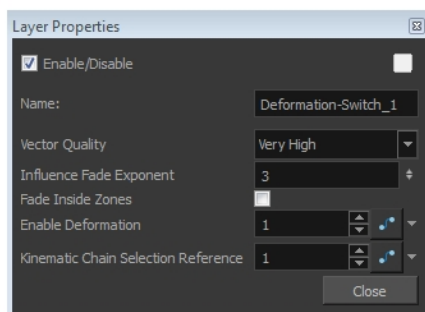 Layer Properties
Enable/Disable
Name: Deformation-Switch_1
Vector Quality Very High
Influence Fade Exponent 3
Fade Inside Zones
Enable Deformation 1
Kinematic Chain Selection Reference 1
Close